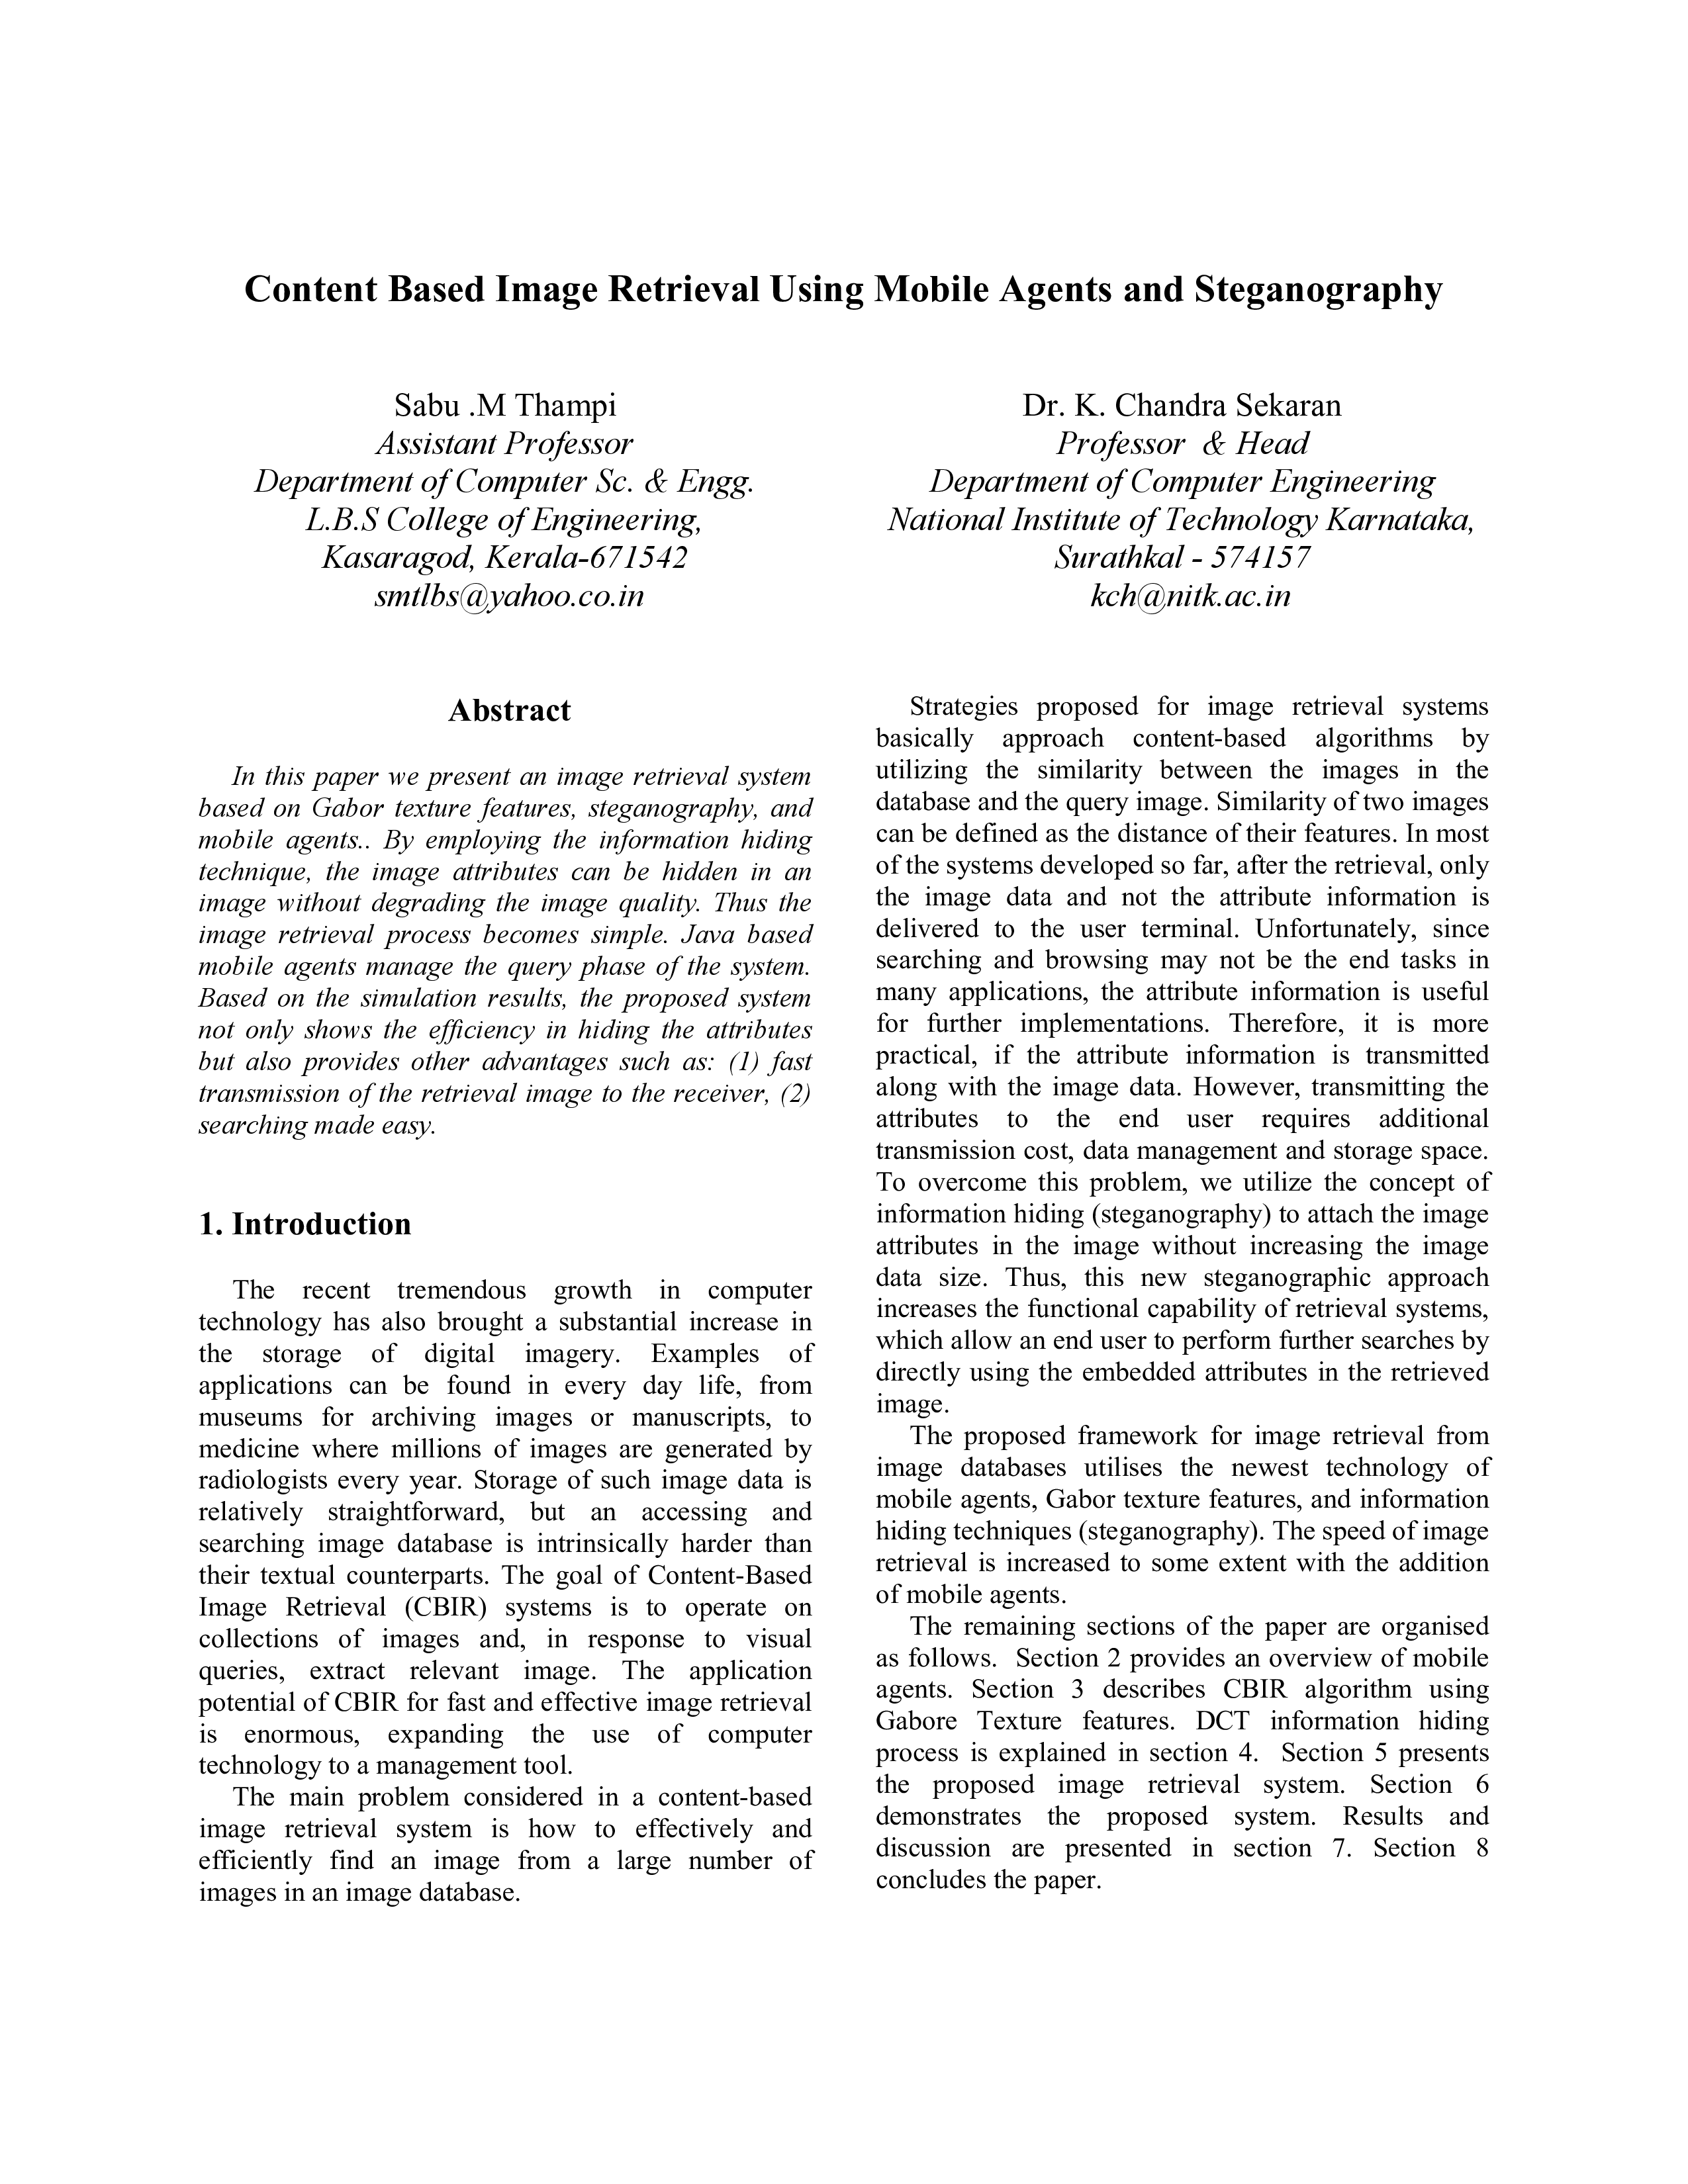 Content Based Image Retrieval Using Mobile Agents and Steganography
Sabu .M Thampi
Assistant Professor
Department of Computer Sc. & Engg.
L.B.S College of Engineering,
Kasaragod, Kerala-671542
smtlbs@yahoo.co.in
Dr. K. Chandra Sekaran
Professor & Head
Department of Computer Engineering
National Institute of Technology Karnataka,
Surathkal - 574157
kch@nitk.ac.in
Abstract
In this paper we present an image retrieval system
based on Gabor texture features, steganography, and
mobile agents.. By employing the information hiding
technique, the image attributes can be hidden in an
image without degrading the image quality. Thus the
image retrieval process becomes simple. Java based
mobile agents manage the query phase of the system.
Based on the simulation results, the proposed system
not only shows the efficiency in hiding the attributes
but also provides other advantages such as: (1) fast
transmission of the retrieval image to the receiver, (2)
searching made easy.
1. Introduction
The recent tremendous growth in computer
technology has also brought a substantial increase in
the storage of digital imagery. Examples of
applications can be found in every day life, from
museums for archiving images or manuscripts, to
medicine where millions of images are generated by
radiologists every year. Storage of such image data is
relatively straightforward, but an accessing and
searching image database is intrinsically harder than
their textual counterparts. The goal of Content-Based
Image Retrieval (CBIR) systems is to operate on
collections of images and, in response to visual
queries, extract relevant image. The application
potential of CBIR for fast and effective image retrieval
is enormous, expanding the use of computer
technology to a management tool.
The main problem considered in a content-based
image retrieval system is how to effectively and
efficiently find an image from a large number of
images in an image database.
Strategies proposed for image retrieval systems
basically approach content-based algorithms by
utilizing the similarity between the images in the
database and the query image. Similarity of two images
can be defined as the distance of their features. In most
of the systems developed so far, after the retrieval, only
the image data and not the attribute information is
delivered to the user terminal. Unfortunately, since
searching and browsing may not be the end tasks in
many applications, the attribute information is useful
for further implementations. Therefore, it is more
practical, if the attribute information is transmitted
along with the image data. However, transmitting the
attributes to the end user requires additional
transmission cost, data management and storage space.
To overcome this problem, we utilize the concept of
information hiding (steganography) to attach the image
attributes in the image without increasing the image
data size. Thus, this new steganographic approach
increases the functional capability of retrieval systems,
which allow an end user to perform further searches by
directly using the embedded attributes in the retrieved
image.
The proposed framework for image retrieval from
image databases utilises the newest technology of
mobile agents, Gabor texture features, and information
hiding techniques (steganography). The speed of image
retrieval is increased to some extent with the addition
of mobile agents.
The remaining sections of the paper are organised
as follows. Section 2 provides an overview of mobile
agents. Section 3 describes CBIR algorithm using
Gabore Texture features. DCT information hiding
process is explained in section 4. Section 5 presents
the proposed image retrieval system. Section 6
demonstrates the proposed system. Results and
discussion are presented in section 7. Section 8
concludes the paper.